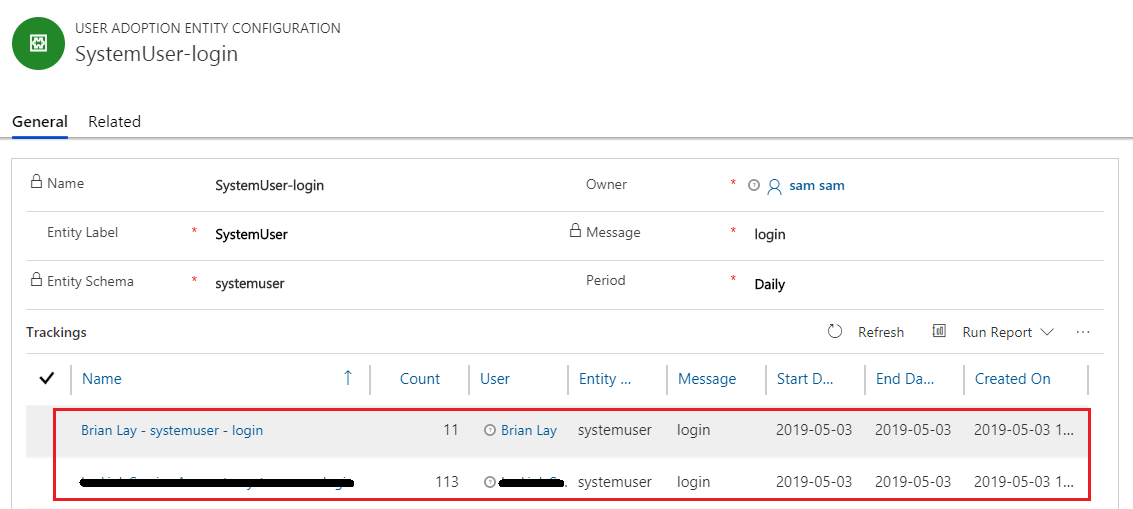 USER ADOPTION ENTITY CONFIGURATION
SystemUser-login
General Related
Name SystemUser-login Owner * sam sam
Entity Label * SystemUser Message * login
Entity Schema * systemuser Period * Daily
Trackings Refresh Run Report ...
Name Count User Entity ... Message Start D... End Da... Created On
Brian Lay - systemuser - login 11 Brian Lay systemuser login 2019-05-03 2019-05-03 2019-05-03 1...
113 systemuser login 2019-05-03 2019-05-03 2019-05-03 1...